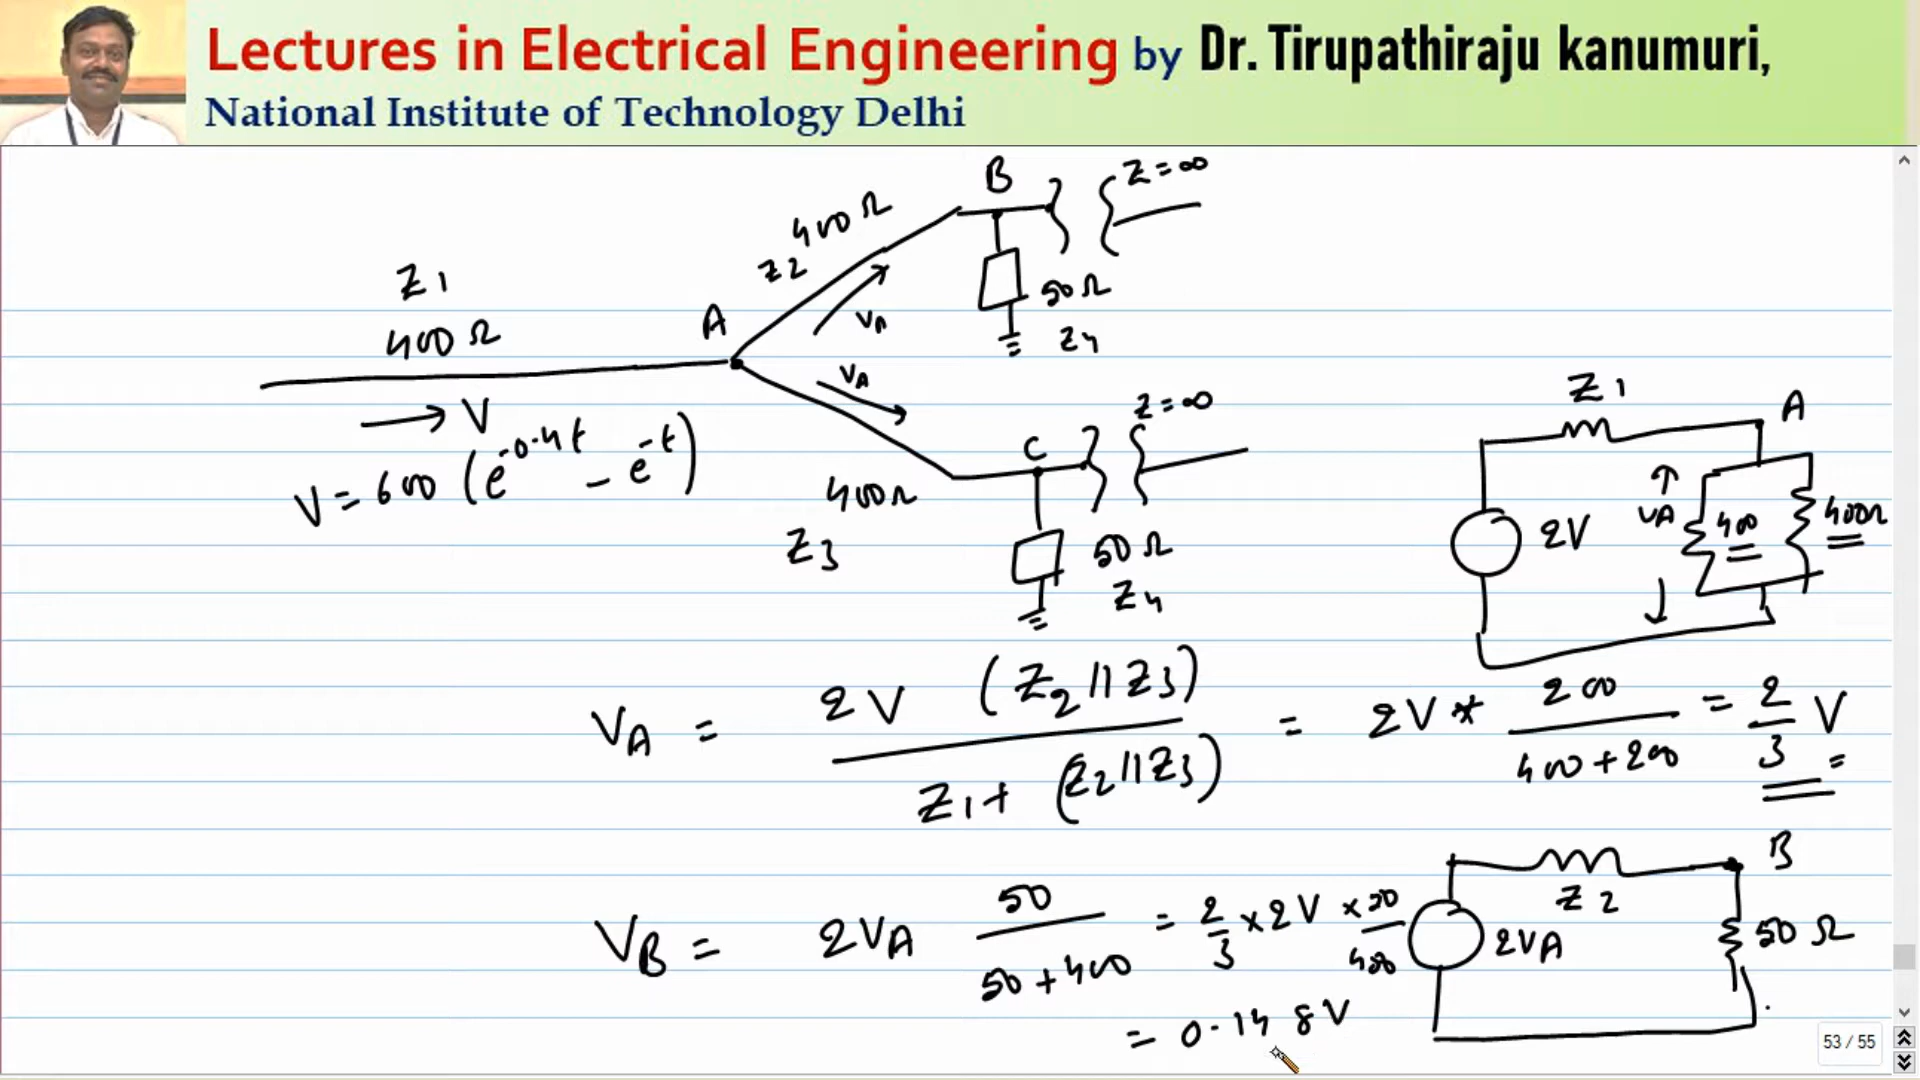 Lectures in Electrical Engineering by Dr. Tirupathiraju kanumuri,
National Institute of Technology Delhi
B
Z=∞
400 Ω
Z2
Z1
50 Ω
A
VA
Z4
400 Ω
VA
Z=∞
Z1
A
V
C
V = 600 (e^-0.4t - e^-t)
400Ω
2V
VA
400
400Ω
Z3
50 Ω
Z4
VA = 2V (Z2 || Z3) / Z1 + (Z2 || Z3) = 2V * 200 / 400 + 200 = 2/3 V
B
Z2
VB = 2VA 50 / 50 + 400 = 2/3 × 2V × 50 / 450
2VA
50 Ω
= 0.148V
53 / 55